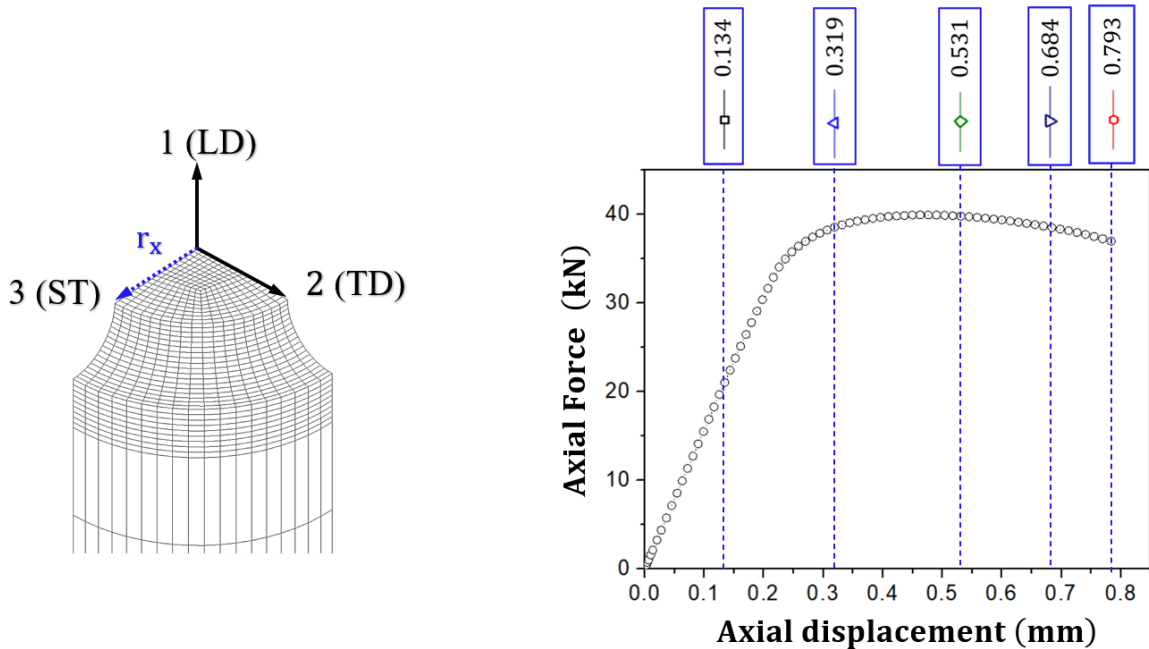 1 (LD)
r_x
3 (ST)
2 (TD)
0.134
0.319
0.531
0.684
0.793
Axial Force (kN)
40
30
20
10
0
0.0 0.1 0.2 0.3 0.4 0.5 0.6 0.7 0.8
Axial displacement (mm)